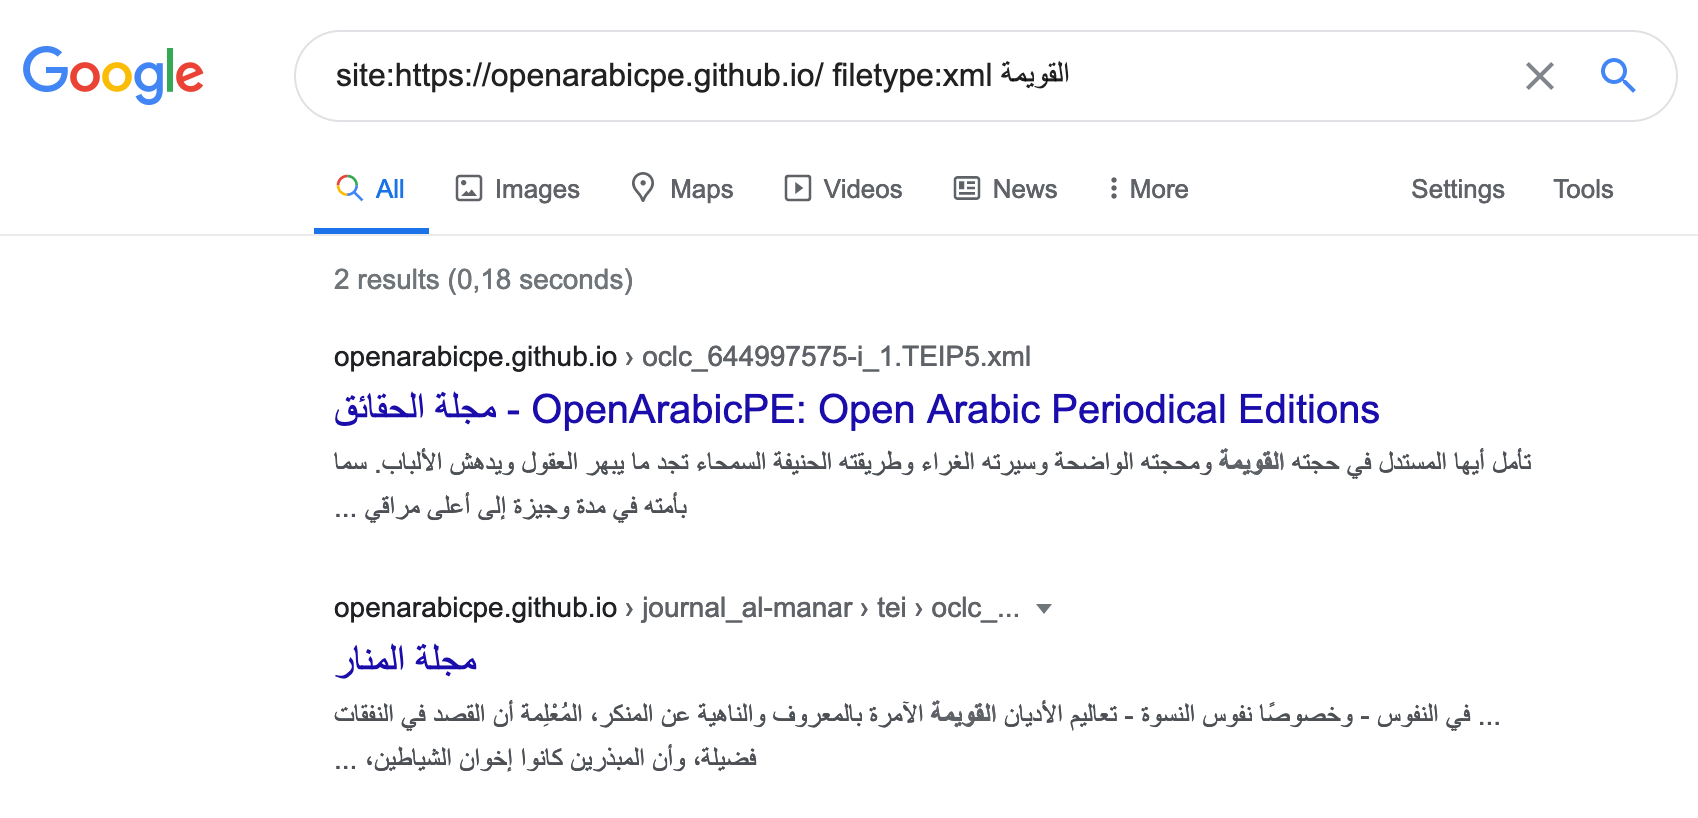 Google
site:https://openarabicpe.github.io/ filetype:xml القويمة
All Images Maps Videos News More Settings Tools
2 results (0,18 seconds)
openarabicpe.github.io › oclc_644997575-i_1.TEIP5.xml
مجلة الحقائق - OpenArabicPE: Open Arabic Periodical Editions
تأمل أيها المستدل في حجته القويمة ومحجته الواضحة وسيرته الغراء وطريقته الحنيفة السمحاء تجد ما يبهر العقول ويدهش الألباب. سما
بأمته في مدة وجيزة إلى أعلى مراقي ...
openarabicpe.github.io › journal_al-manar › tei › oclc_...
مجلة المنار
... في النفوس - وخصوصًا نفوس النسوة - تعاليم الأديان القويمة الآمرة بالمعروف والناهية عن المنكر، المُعْلِمة أن القصد في النفقات
فضيلة، وأن المبذرين كانوا إخوان الشياطين، ...